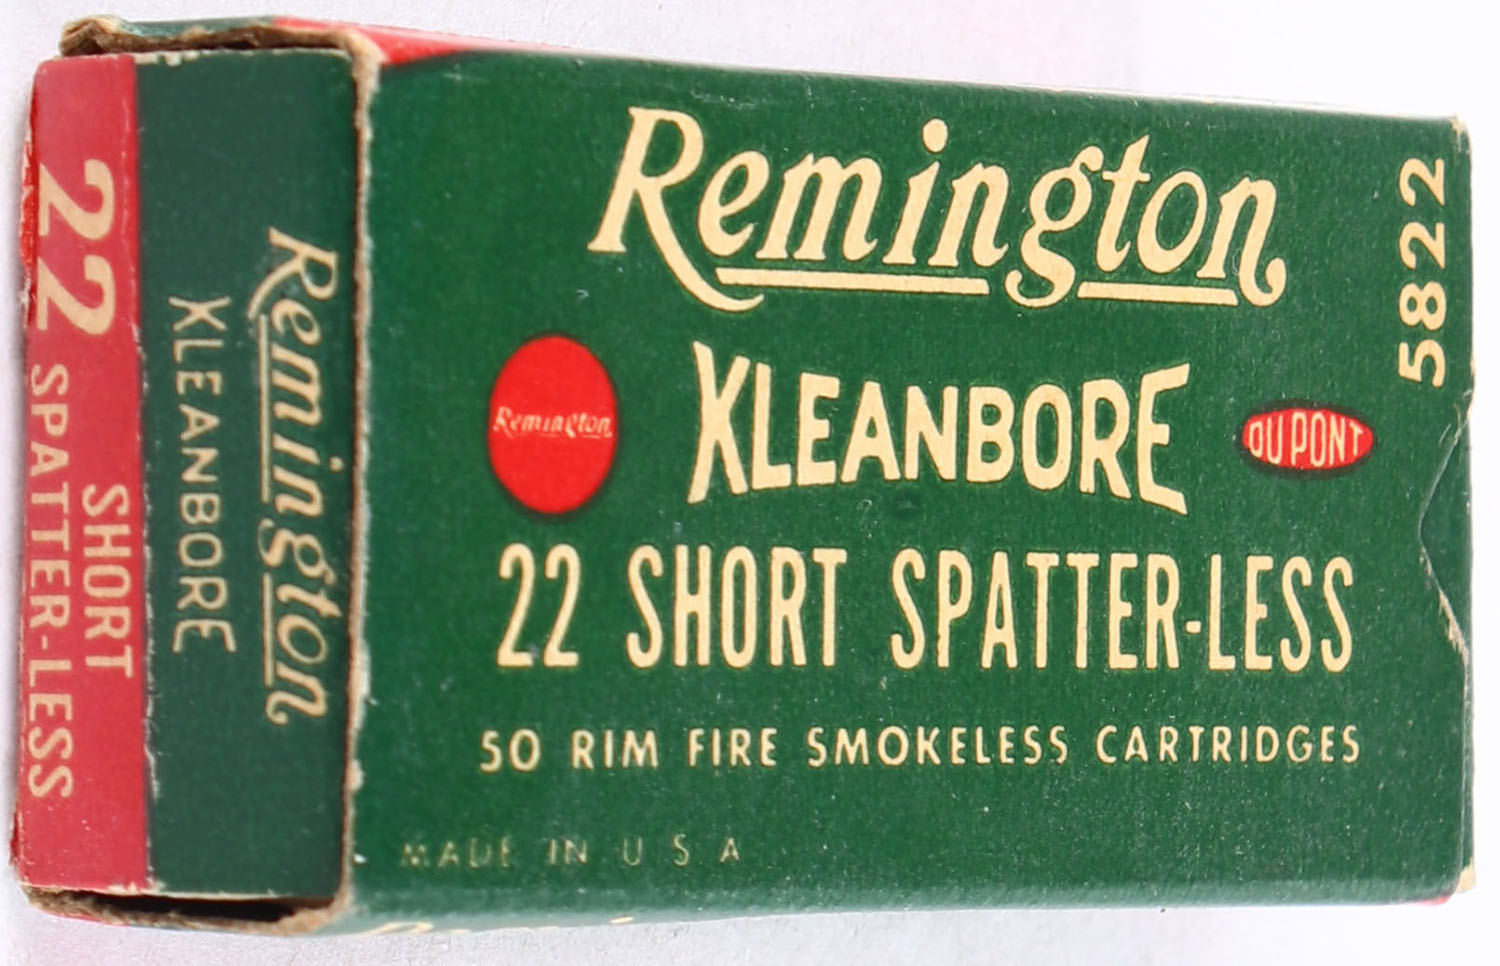 Remington
KLEANBORE
Remington
DU PONT
22 SHORT SPATTER-LESS
50 RIM FIRE SMOKELESS CARTRIDGES
MADE IN U S A
5822
Remington
KLEANBORE
22 SHORT
SPATTER-LESS